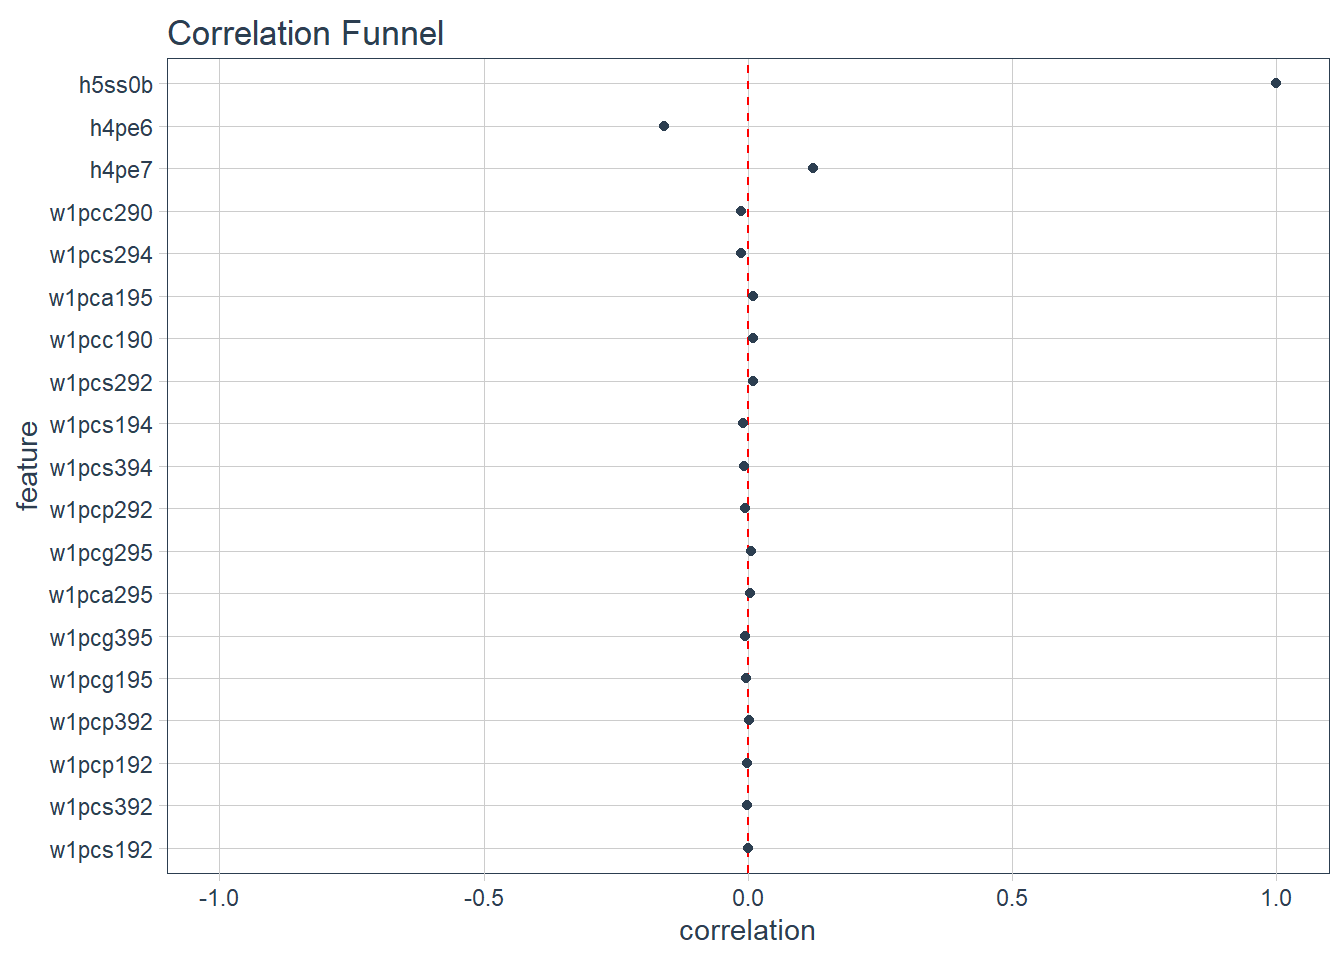 Correlation Funnel
h5ss0b
h4pe6
h4pe7
w1pcc290
w1pcs294
w1pca195
w1pcc190
w1pcs292
w1pcs194
w1pcs394
w1pcp292
w1pcg295
w1pca295
w1pcg395
w1pcg195
w1pcp392
w1pcp192
w1pcs392
w1pcs192
feature
-1.0 -0.5 0.0 0.5 1.0
correlation